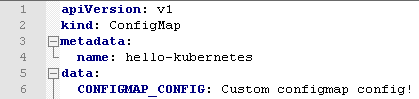 1 apiVersion: v1
2 kind: ConfigMap
3 metadata:
4   name: hello-kubernetes
5 data:
6   CONFIGMAP_CONFIG: Custom configmap config!